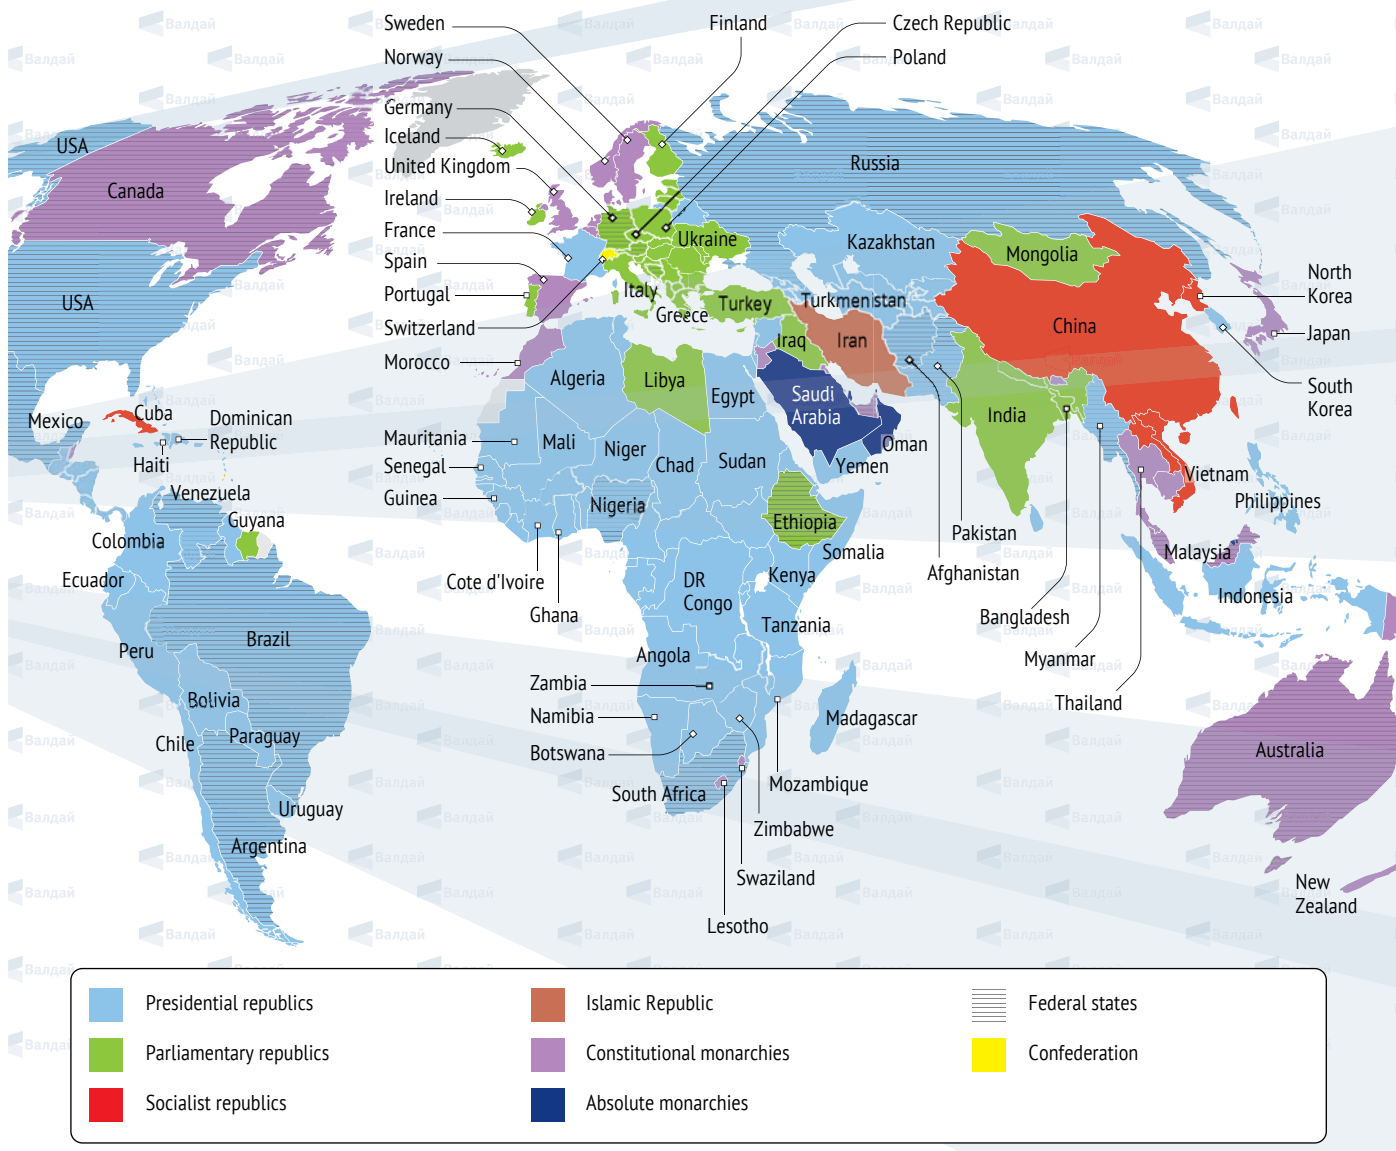 Sweden
Finland
Czech Republic
Norway
Poland
Germany
Iceland
USA
United Kingdom
Russia
Canada
Ireland
France
Ukraine
Kazakhstan
Mongolia
Spain
North
Korea
Portugal
Italy
Turkey
Turkmenistan
USA
Greece
Switzerland
China
Japan
Iraq
Iran
Morocco
Algeria
Libya
Egypt
Saudi
Arabia
South
Korea
Cuba
Dominican
Republic
Mexico
India
Mauritania
Mali
Niger
Oman
Haiti
Senegal
Chad
Sudan
Yemen
Vietnam
Venezuela
Guinea
Nigeria
Philippines
Guyana
Ethiopia
Pakistan
Colombia
Somalia
Malaysia
Ecuador
Cote d'Ivoire
DR
Congo
Kenya
Afghanistan
Indonesia
Ghana
Bangladesh
Brazil
Tanzania
Peru
Angola
Myanmar
Zambia
Bolivia
Namibia
Madagascar
Thailand
Chile
Paraguay
Botswana
Australia
South Africa
Mozambique
Uruguay
Zimbabwe
Argentina
Swaziland
New
Zealand
Lesotho
Presidential republics
Islamic Republic
Federal states
Parliamentary republics
Constitutional monarchies
Confederation
Socialist republics
Absolute monarchies
Валдай